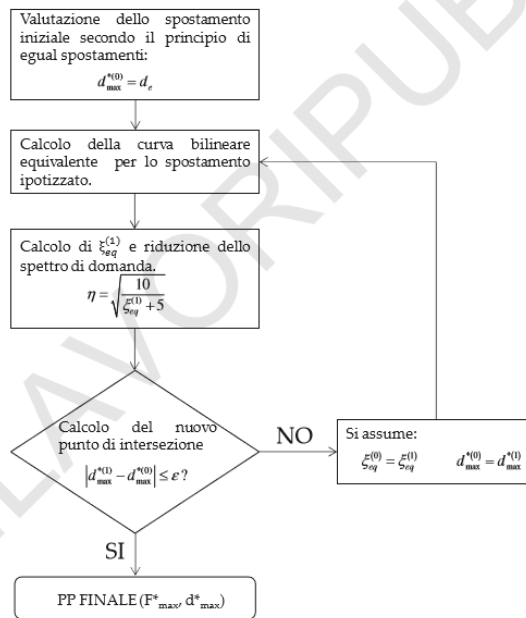 Valutazione dello spostamento
iniziale secondo il principio di
egual spostamenti:
d*(0)max = de
Calcolo della curva bilineare
equivalente per lo spostamento
ipotizzato.
Calcolo di ξ(1)eq e riduzione dello
spettro di domanda.
η = √(10 / (ξ(1)eq + 5))
Calcolo del nuovo
punto di intersezione
|d*(1)max − d*(0)max| ≤ ε?
NO
Si assume:
ξ(0)eq = ξ(1)eq d*(0)max = d*(1)max
SI
PP FINALE (F*max, d*max)
LAVORIPUB